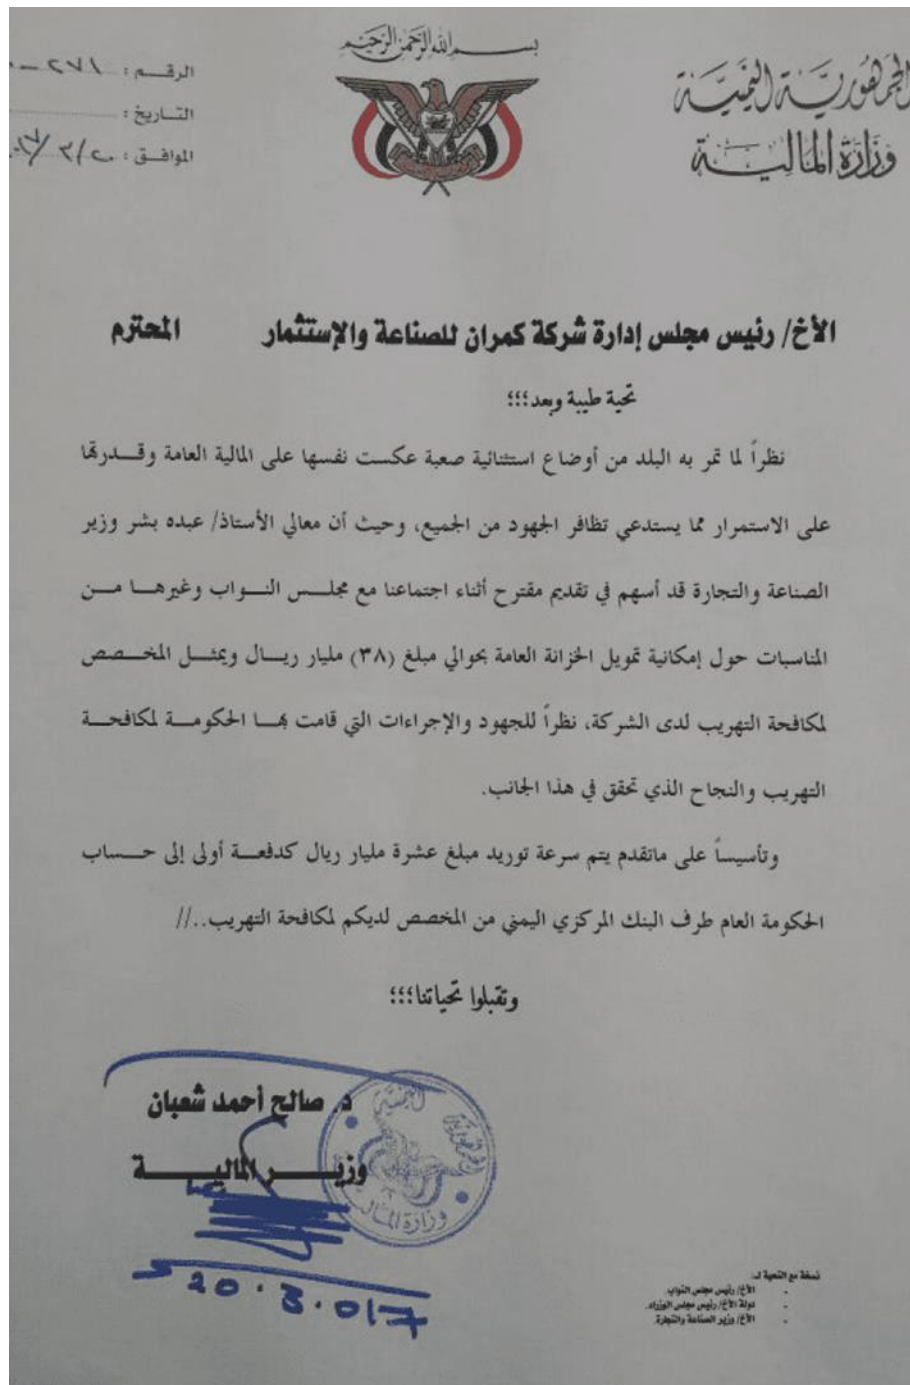 بسم الله الرحمن الرحيم
الجمهورية اليمنية
وزارة المالية
الرقم : ٢٧١ -
التاريخ :
الموافق : ٢٠/٣/
الأخ/ رئيس مجلس إدارة شركة كمران للصناعة والإستثمار المحترم
تحية طيبة وبعد؛؛؛
نظراً لما تمر به البلد من أوضاع استثنائية صعبة عكست نفسها على المالية العامة وقدرتها
على الاستمرار مما يستدعي تظافر الجهود من الجميع، وحيث أن معالي الأستاذ/ عبده بشر وزير
الصناعة والتجارة قد أسهم في تقديم مقترح أثناء اجتماعنا مع مجلس النواب وغيرها من
المناسبات حول إمكانية تمويل الخزانة العامة بحوالي مبلغ (٣٨) مليار ريال ويمثل المخصص
لمكافحة التهريب لدى الشركة، نظراً للجهود والإجراءات التي قامت بها الحكومة لمكافحة
التهريب والنجاح الذي تحقق في هذا الجانب.
وتأسيساً على ماتقدم يتم سرعة توريد مبلغ عشرة مليار ريال كدفعة أولى إلى حساب
الحكومة العام طرف البنك المركزي اليمني من المخصص لديكم لمكافحة التهريب..//
وتقبلوا تحياتنا؛؛؛
د. صالح أحمد شعبان
وزير المالية
20.3.017
نسخة مع التحية لـ:
- الأخ/ رئيس مجلس النواب.
- دولة الأخ/ رئيس مجلس الوزراء.
- الأخ/ وزير الصناعة والتجارة.